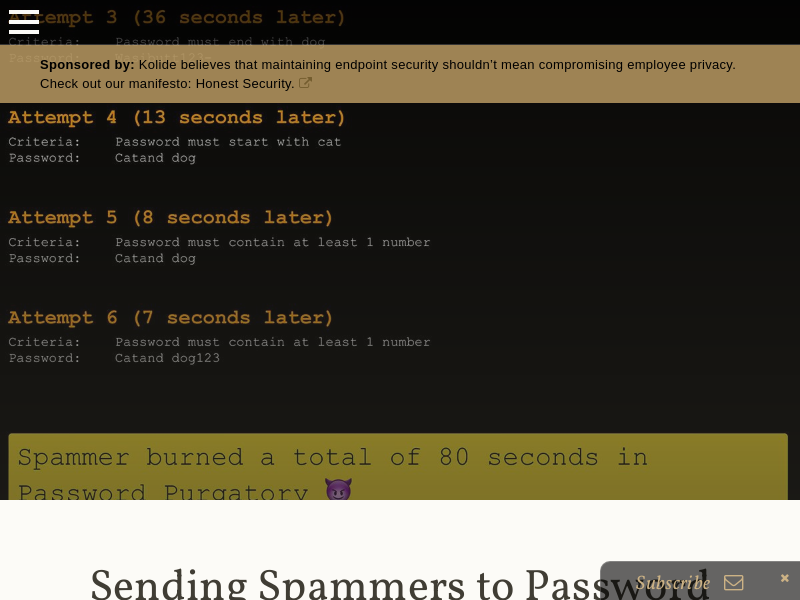 Attempt 3 (36 seconds later)
Criteria: Password must end with dog
Sponsored by: Kolide believes that maintaining endpoint security shouldn't mean compromising employee privacy.
Check out our manifesto: Honest Security.
Attempt 4 (13 seconds later)
Criteria: Password must start with cat
Password: Catand dog
Attempt 5 (8 seconds later)
Criteria: Password must contain at least 1 number
Password: Catand dog
Attempt 6 (7 seconds later)
Criteria: Password must contain at least 1 number
Password: Catand dog123
Spammer burned a total of 80 seconds in
Password Purgatory 😈
Sending Spammers to Password
Subscribe